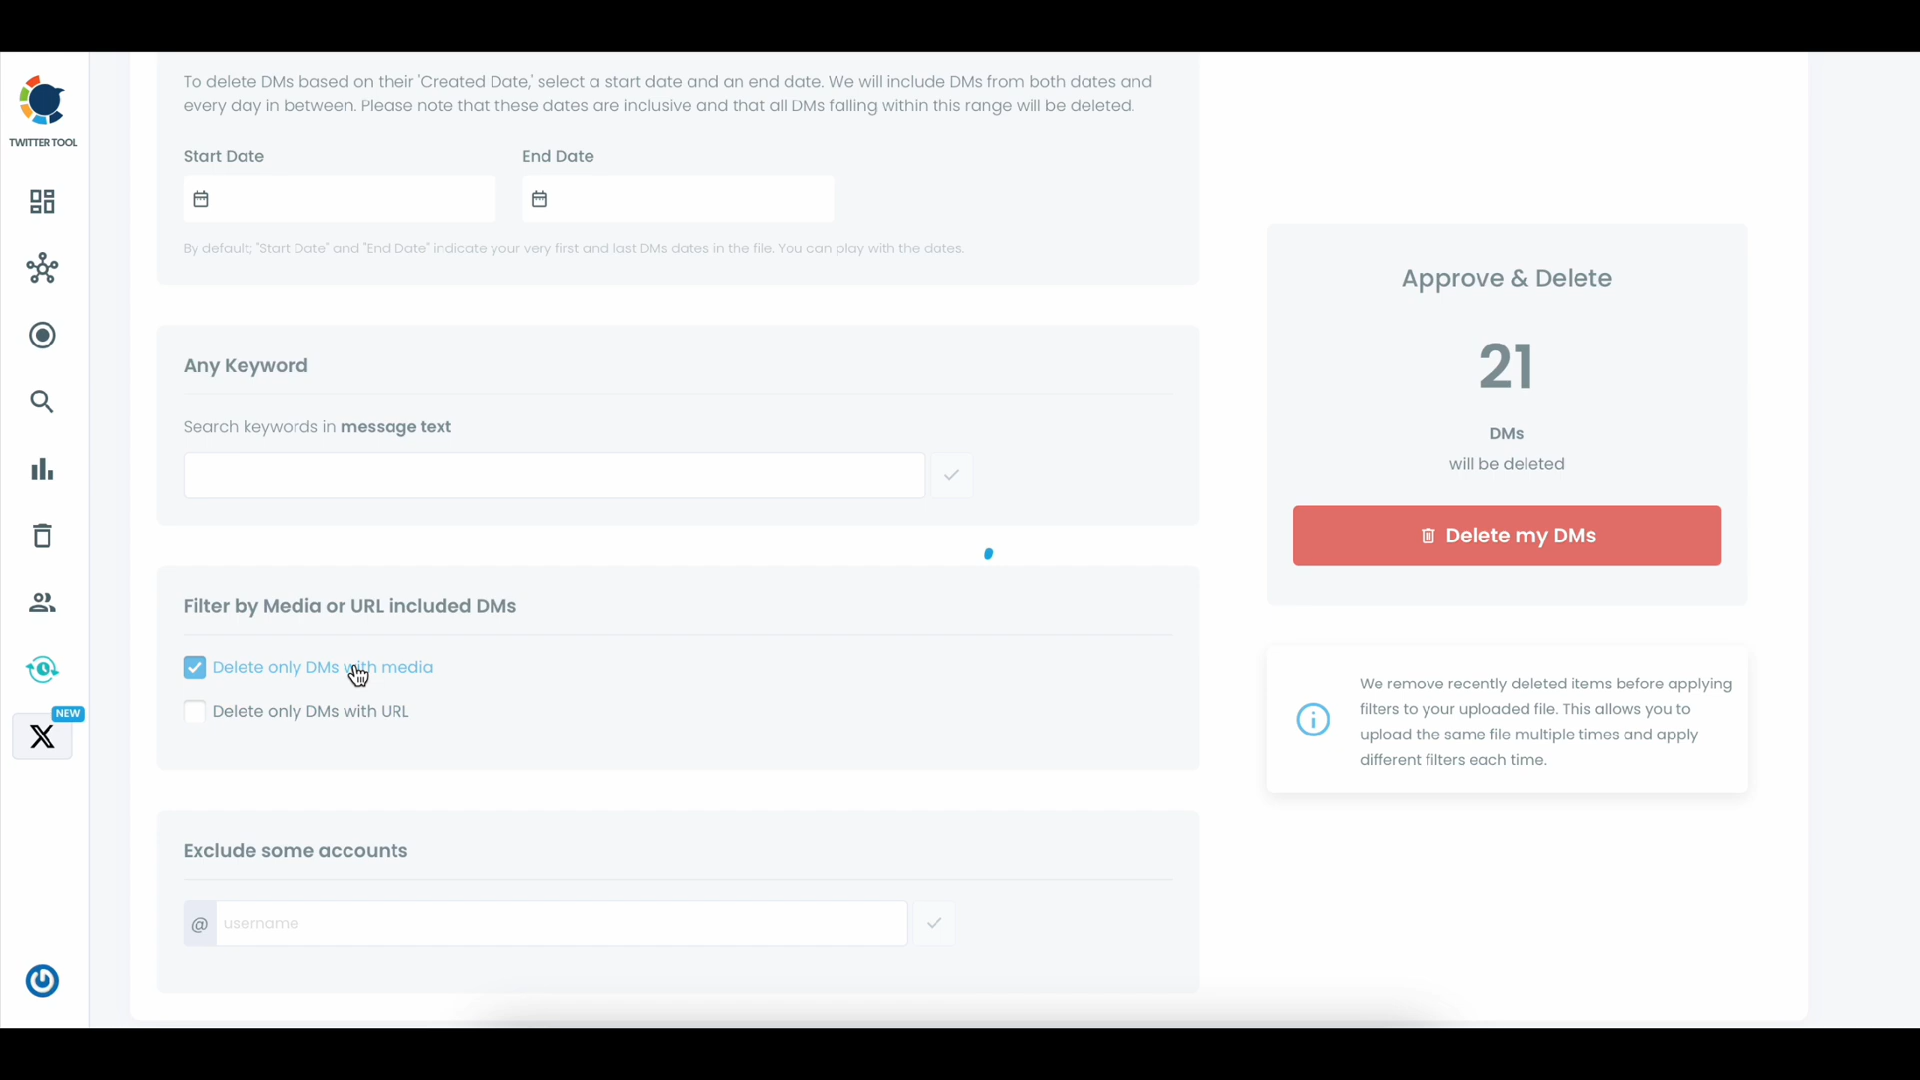 To delete DMs based on their 'Created Date,' select a start date and an end date. We will include DMs from both dates and
every day in between. Please note that these dates are inclusive and that all DMs falling within this range will be deleted.
TWITTER TOOL
Start Date
End Date
By default; "Start Date" and "End Date" indicate your very first and last DMs dates in the file. You can play with the dates.
Approve & Delete
21
DMs
will be deleted
Delete my DMs
Any Keyword
Search keywords in message text
Filter by Media or URL included DMs
Delete only DMs with media
Delete only DMs with URL
We remove recently deleted items before applying
filters to your uploaded file. This allows you to
upload the same file multiple times and apply
different filters each time.
NEW
X
Exclude some accounts
@ username